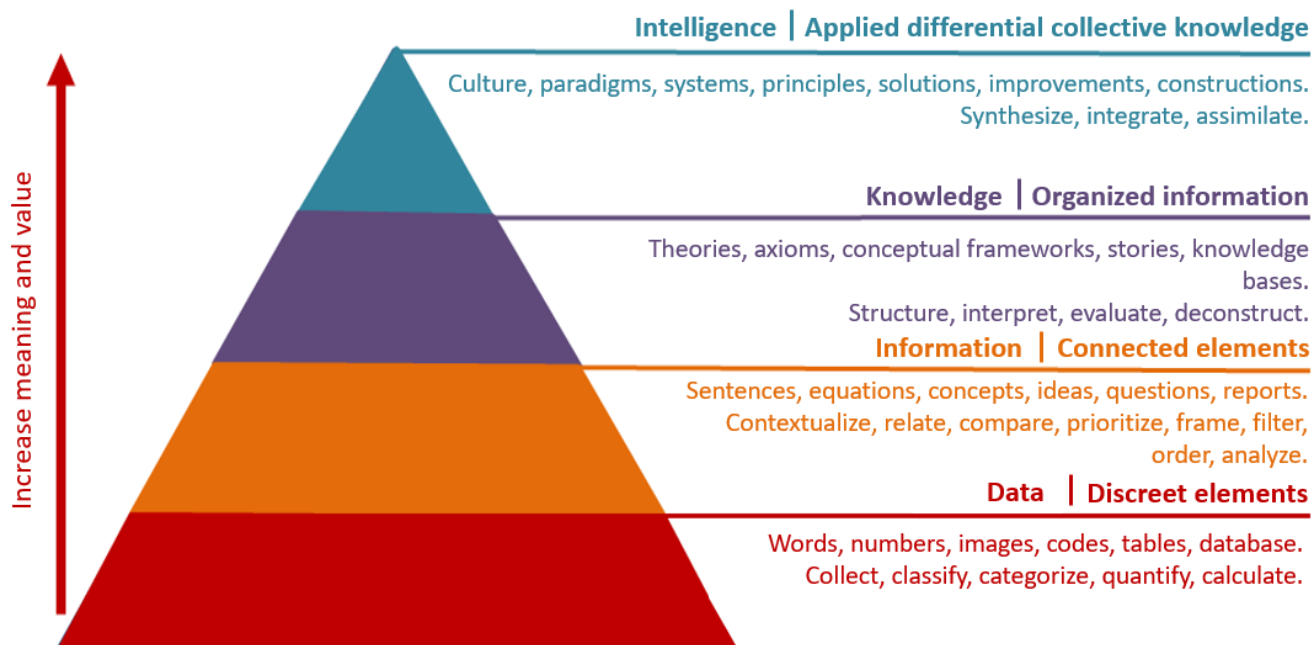 Intelligence | Applied differential collective knowledge
Culture, paradigms, systems, principles, solutions, improvements, constructions.
Synthesize, integrate, assimilate.
Knowledge | Organized information
Theories, axioms, conceptual frameworks, stories, knowledge
bases.
Structure, interpret, evaluate, deconstruct.
Information | Connected elements
Sentences, equations, concepts, ideas, questions, reports.
Contextualize, relate, compare, prioritize, frame, filter,
order, analyze.
Data | Discreet elements
Words, numbers, images, codes, tables, database.
Collect, classify, categorize, quantify, calculate.
Increase meaning and value